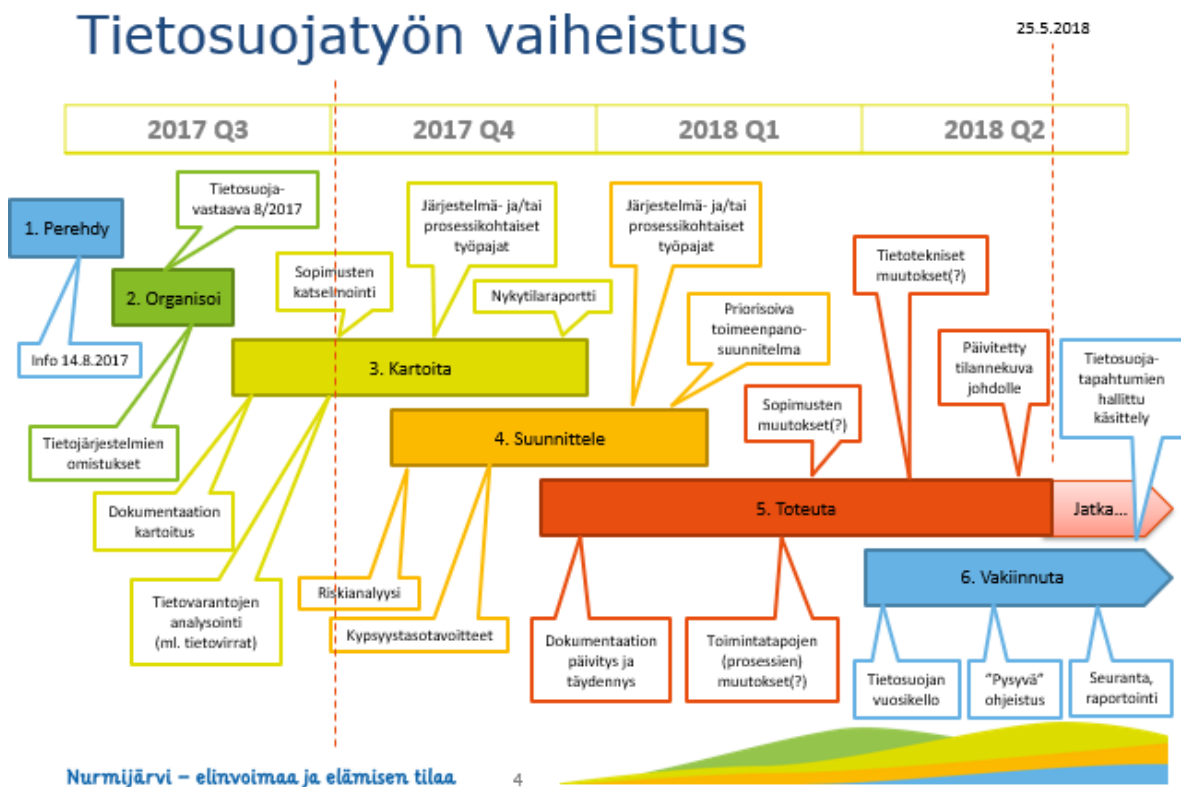 Tietosuojatyön vaiheistus
25.5.2018
2017 Q3
2017 Q4
2018 Q1
2018 Q2
1. Perehdy
Info 14.8.2017
Tietosuoja-
vastaava 8/2017
2. Organisoi
Tietojärjestelmien
omistukset
Sopimusten
katselmointi
Järjestelmä- ja/tai
prosessikohtaiset
työpajat
Nykytilaraportti
3. Kartoita
Dokumentaation
kartoitus
Tietovarantojen
analysointi
(ml. tietovirrat)
Järjestelmä- ja/tai
prosessikohtaiset
työpajat
Priorisoiva
toimeenpano-
suunnitelma
4. Suunnittele
Riskianalyysi
Kypsyystasotavoitteet
Sopimusten
muutokset(?)
Tietotekniset
muutokset(?)
Päivitetty
tilannekuva
johdolle
5. Toteuta
Jatka...
Dokumentaation
päivitys ja
täydennys
Toimintatapojen
(prosessien)
muutokset(?)
Tietosuoja-
tapahtumien
hallittu
käsittely
6. Vakiinnuta
Tietosuojan
vuosikello
"Pysyvä"
ohjeistus
Seuranta,
raportointi
Nurmijärvi – elinvoimaa ja elämisen tilaa
4